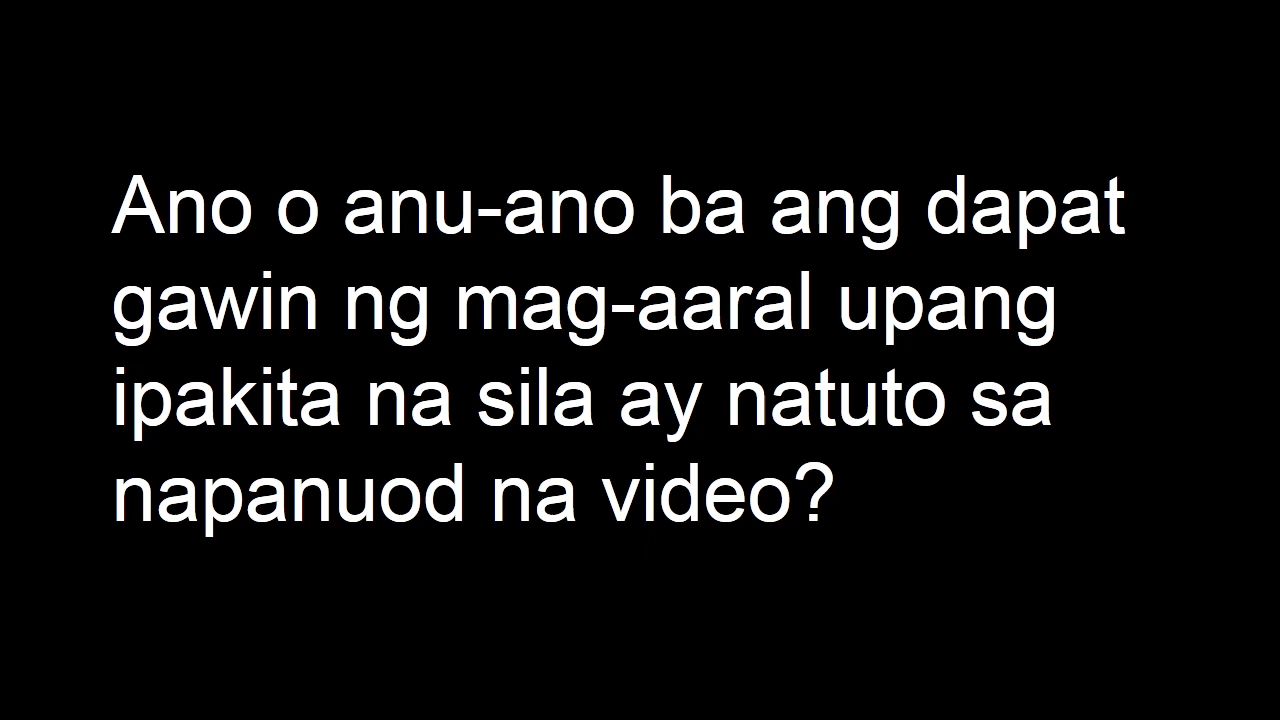 Ano o anu-ano ba ang dapat
gawin ng mag-aaral upang
ipakita na sila ay natuto sa
napanuod na video?